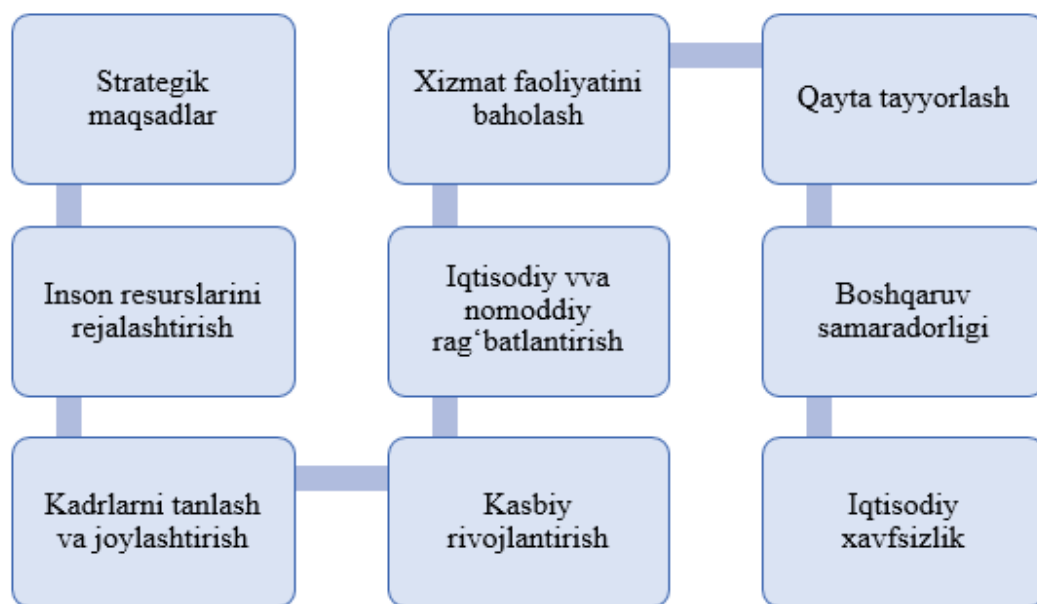 Strategik
maqsadlar
Inson resurslarini
rejalashtirish
Kadrlarni tanlash
va joylashtirish
Kasbiy
rivojlantirish
Iqtisodiy vva
nomoddiy
rag‘batlantirish
Xizmat faoliyatini
baholash
Qayta tayyorlash
Boshqaruv
samaradorligi
Iqtisodiy
xavfsizlik